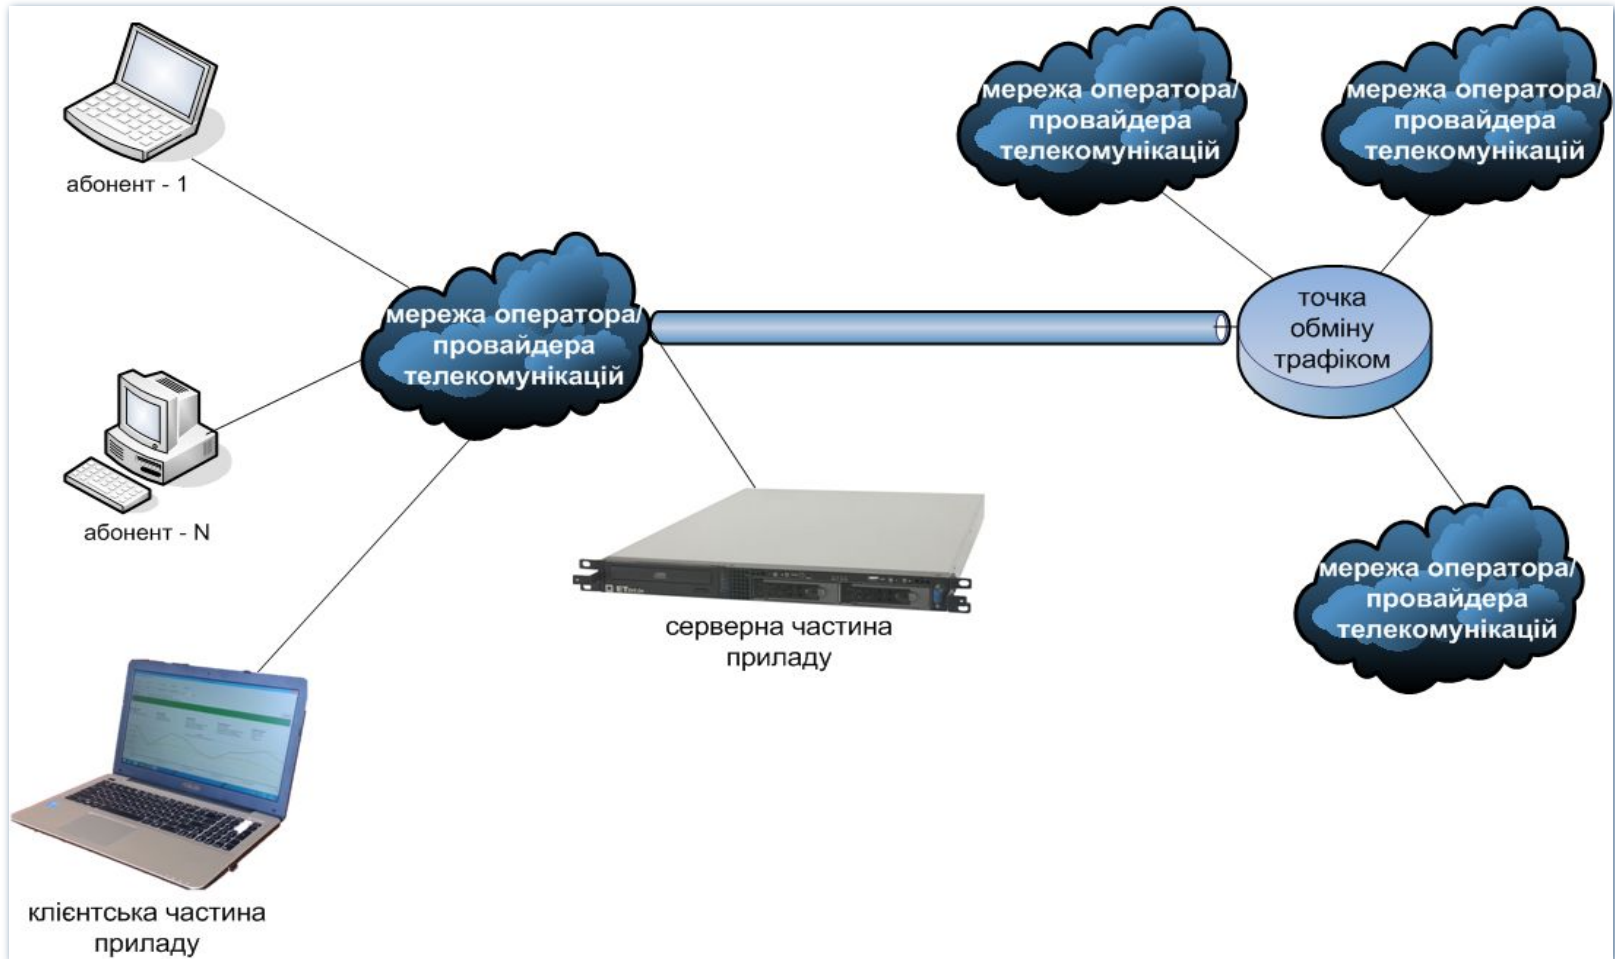 абонент - 1
мережа оператора/
провайдера
телекомунікацій
мережа оператора/
провайдера
телекомунікацій
мережа оператора/
провайдера
телекомунікацій
точка
обміну
трафіком
абонент - N
серверна частина
приладу
мережа оператора/
провайдера
телекомунікацій
клієнтська частина
приладу